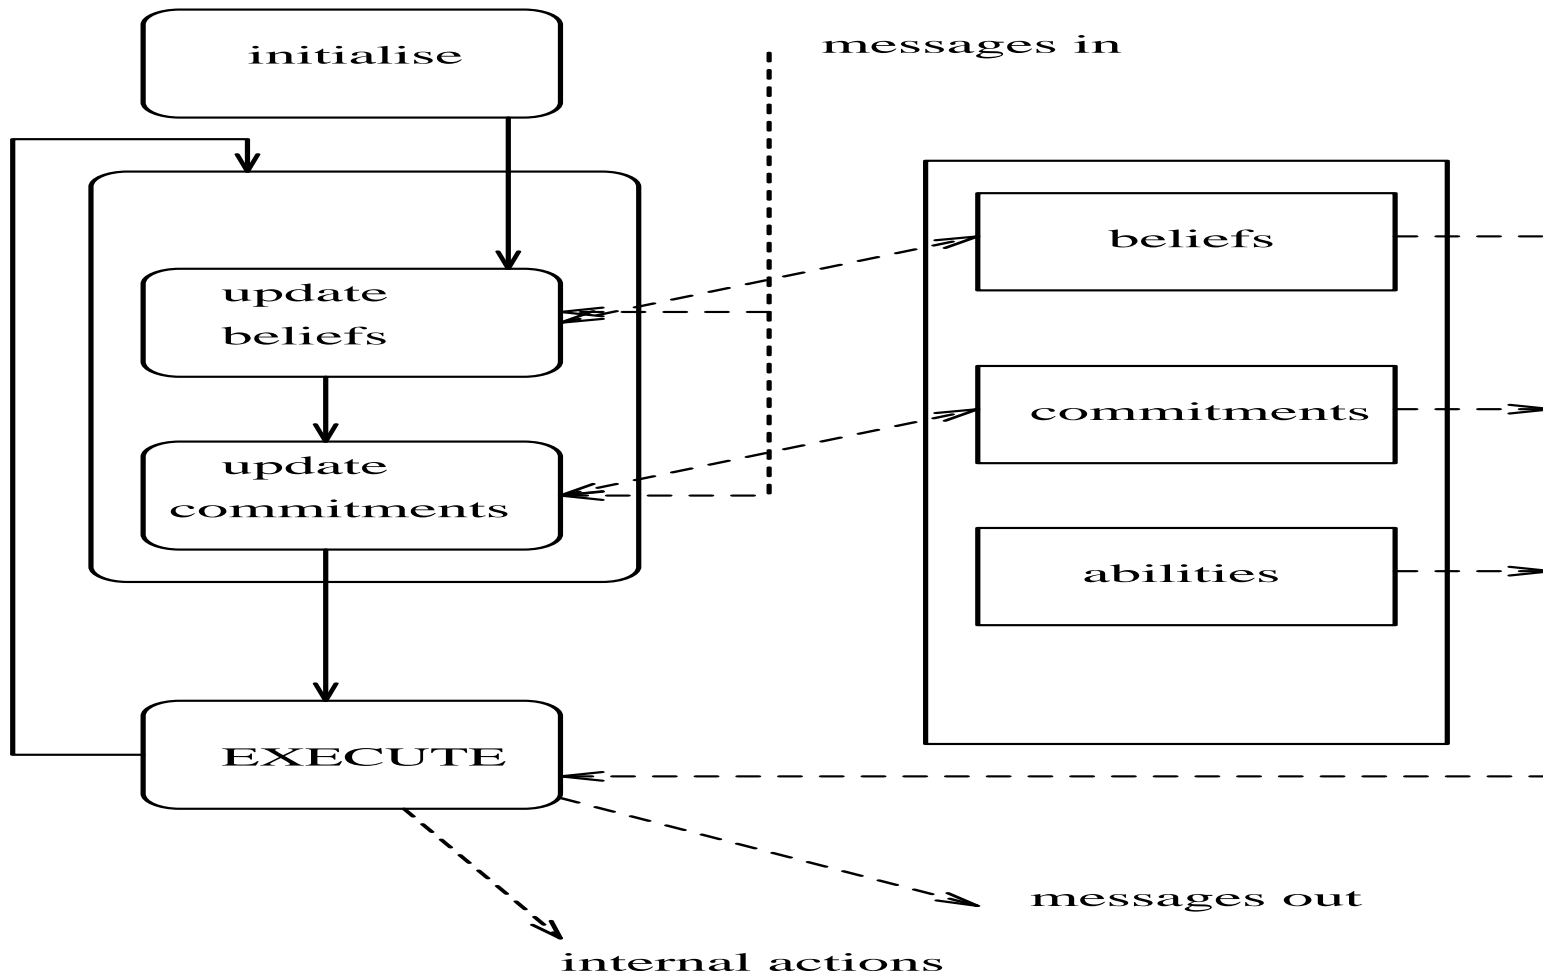 initialise
messages in
update
beliefs
beliefs
update
commitments
commitments
abilities
EXECUTE
messages out
internal actions